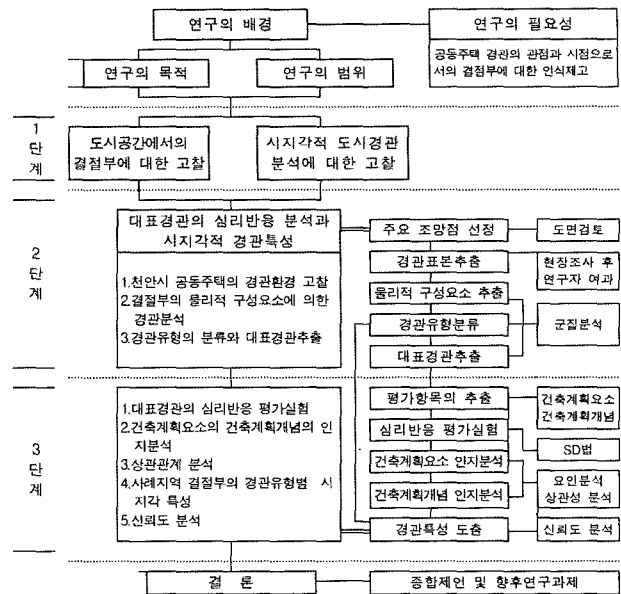 연구의 배경
연구의 필요성
공동주택 경관의 관점과 시점으로
서의 결점부에 대한 인식제고
연구의 목적
연구의 범위
1
단
계
도시공간에서의
결절부에 대한 고찰
시지각적 도시경관
분석에 대한 고찰
2
단
계
대표경관의 심리반응 분석과
시지각적 경관특성
1.천안시 공동주택의 경관환경 고찰
2.결절부의 물리적 구성요소에 의한
경관분석
3.경관유형의 분류와 대표경관추출
주요 조망점 선정
도면검토
경관표본추출
현장조사 후
연구자 여과
물리적 구성요소 추출
경관유형분류
군집분석
대표경관추출
3
단
계
1.대표경관의 심리반응 평가실험
2.건축계획요소의 건축계획개념의 인
지분석
3.상관관계 분석
4.사례지역 결절부의 경관유형별 시
지각 특성
5.신뢰도 분석
평가항목의 추출
건축계획요소
건축계획개념
심리반응 평가실험
SD법
건축계획요소 인지분석
요인분석
상관성 분석
건축계획개념 인지분석
경관특성 도출
신뢰도 분석
결 론
종합제언 및 향후연구과제